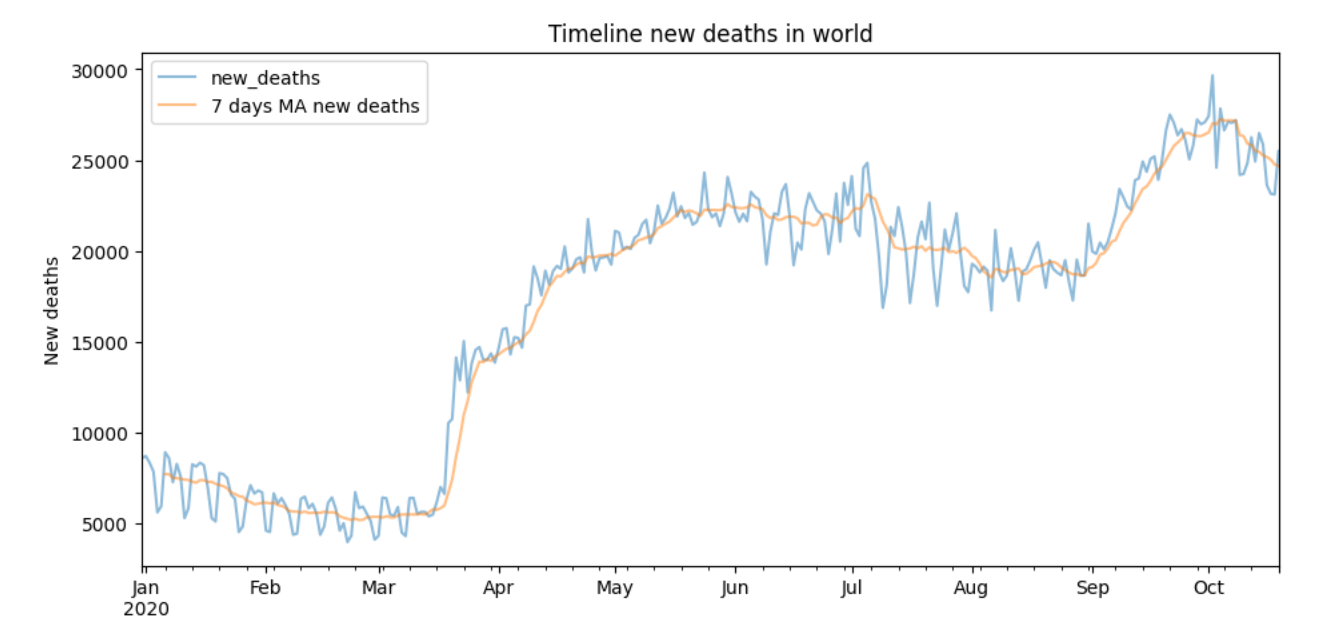 Timeline new deaths in world
new_deaths
7 days MA new deaths
30000
25000
20000
15000
10000
5000
New deaths
Jan Feb Mar Apr May Jun Jul Aug Sep Oct
2020